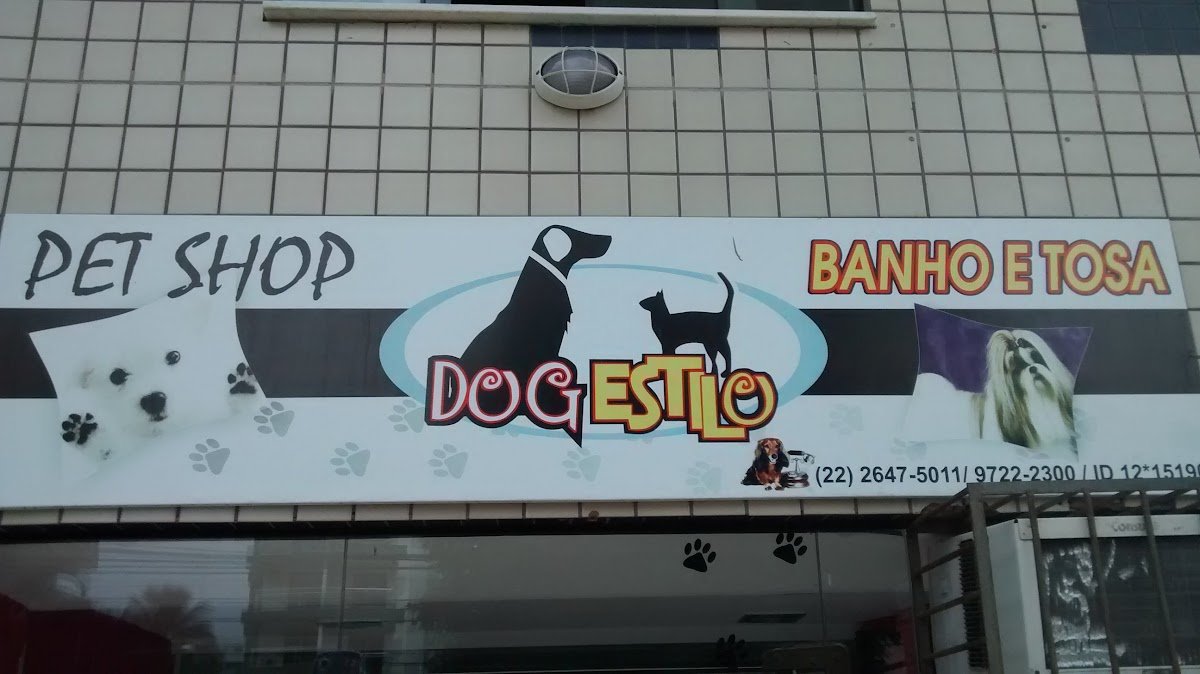 PET SHOP
BANHO E TOSA
DOG ESTILO
(22) 2647-5011/ 9722-2300 / ID 12*1519